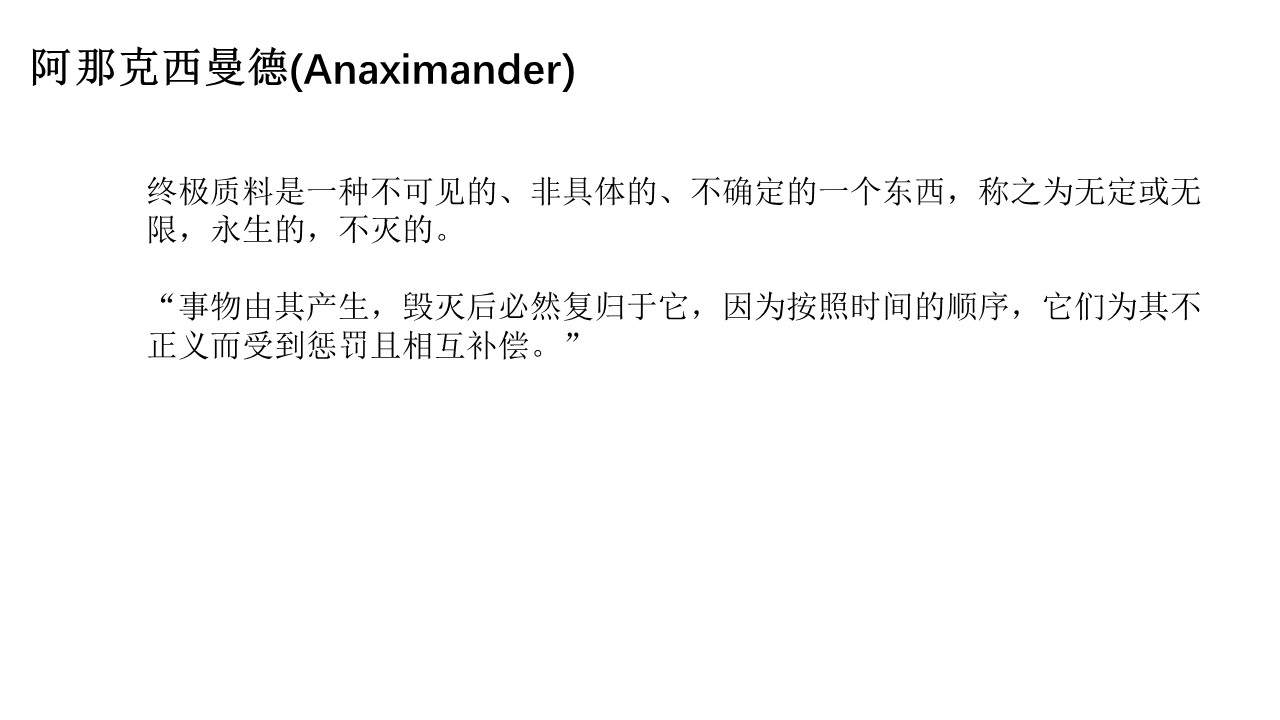 阿那克西曼德(Anaximander)
终极质料是一种不可见的、非具体的、不确定的一个东西，称之为无定或无
限，永生的，不灭的。
“事物由其产生，毁灭后必然复归于它，因为按照时间的顺序，它们为其不
正义而受到惩罚且相互补偿。”